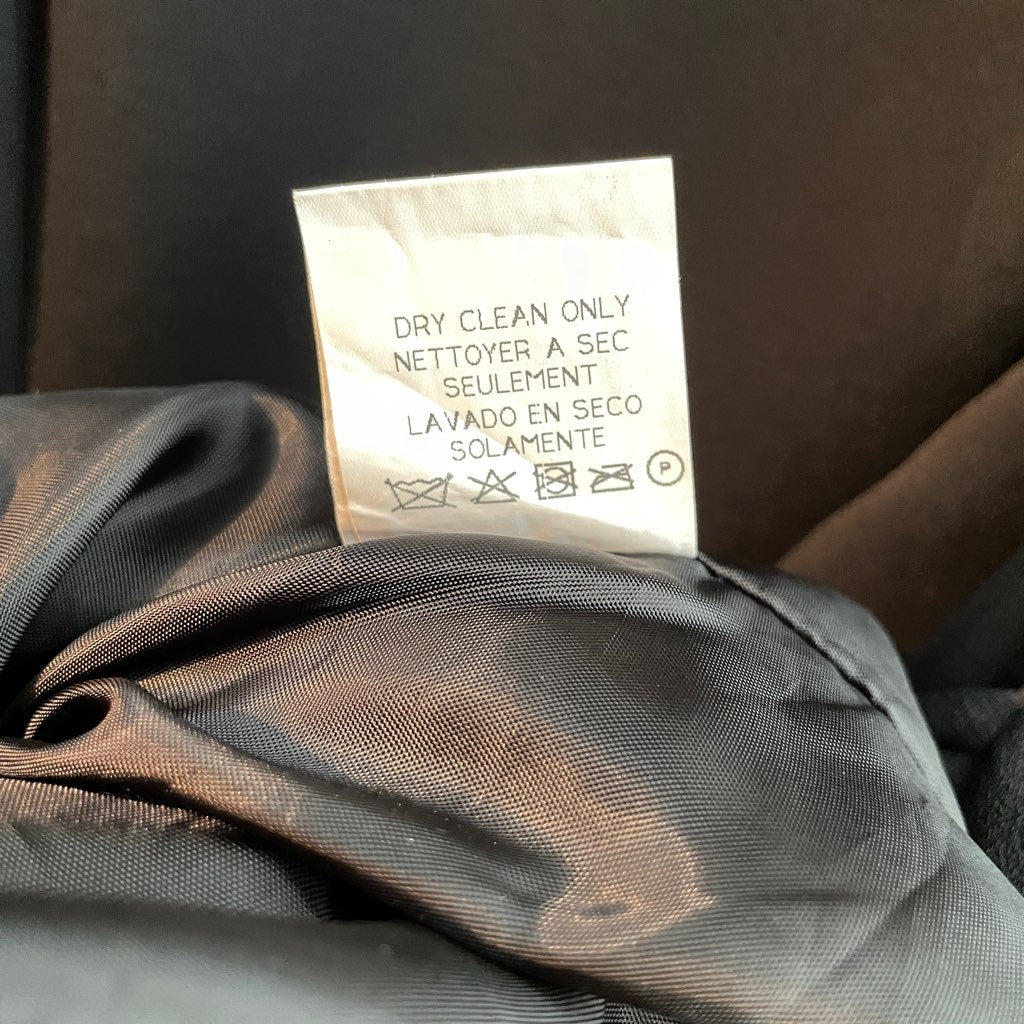 DRY CLEAN ONLY
NETTOYER A SEC
SEULEMENT
LAVADO EN SECO
SOLAMENTE
P